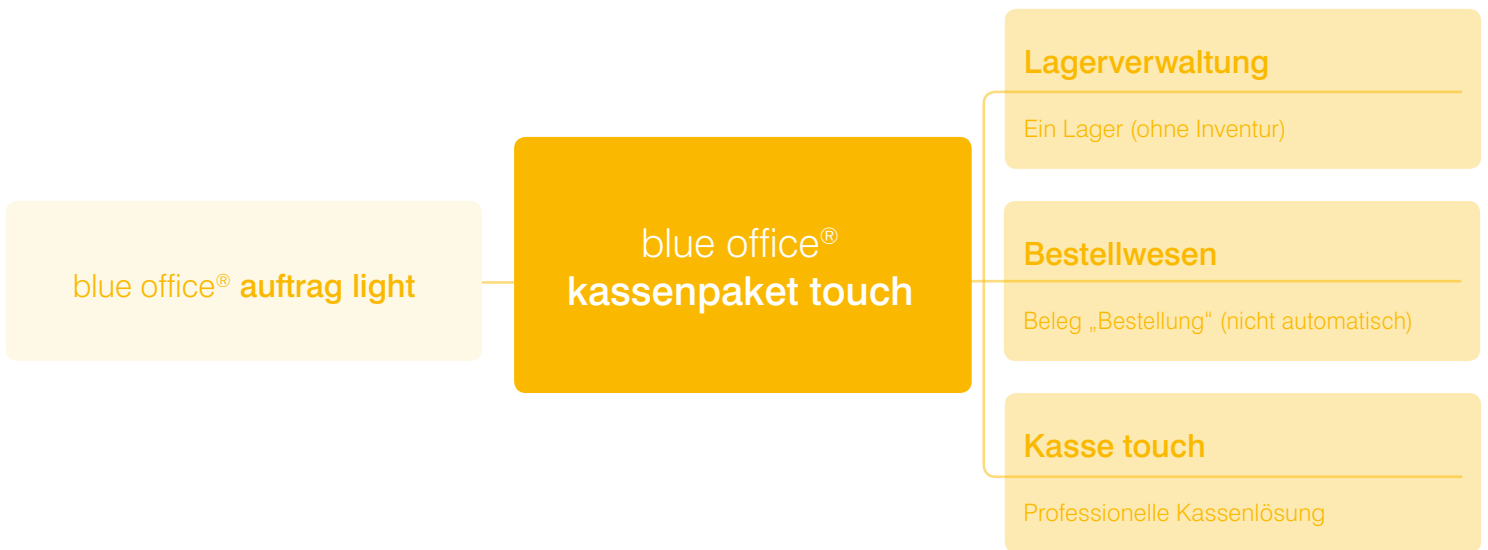 blue office® auftrag light
blue office®
kassenpaket touch
Lagerverwaltung
Ein Lager (ohne Inventur)
Bestellwesen
Beleg „Bestellung“ (nicht automatisch)
Kasse touch
Professionelle Kassenlösung